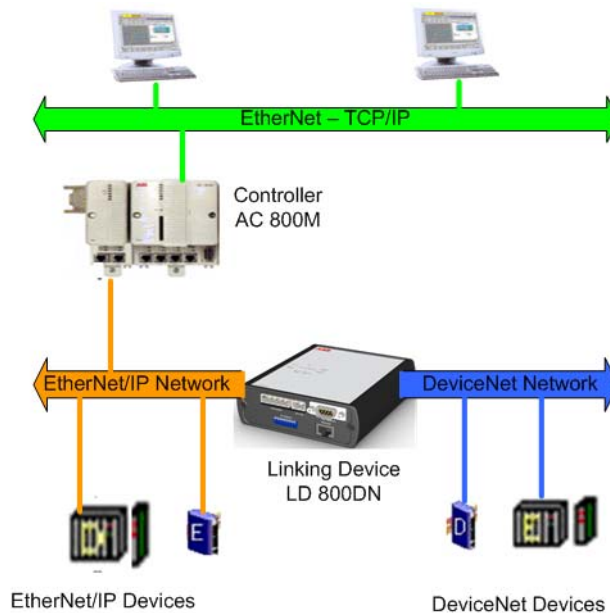 EtherNet – TCP/IP
Controller
AC 800M
EtherNet/IP Network
DeviceNet Network
Linking Device
LD 800DN
E
D
EtherNet/IP Devices
DeviceNet Devices